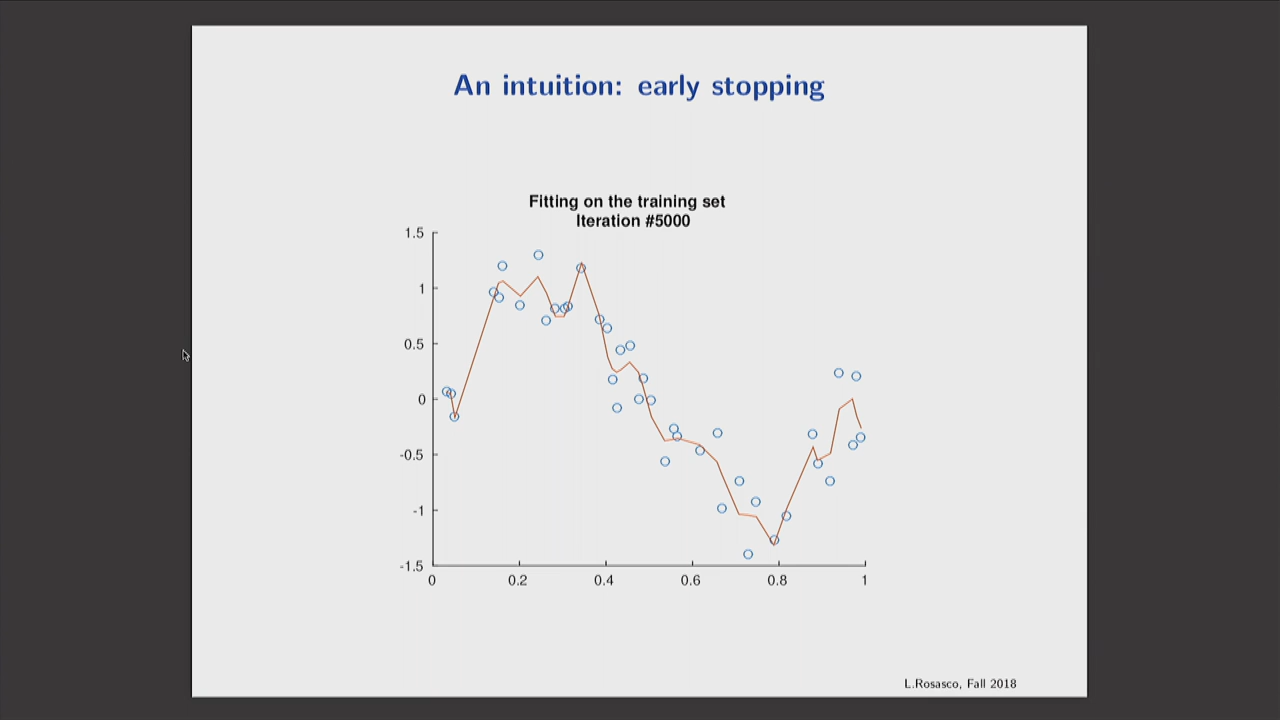 An intuition: early stopping
Fitting on the training set
Iteration #5000
1.5
1
0.5
0
-0.5
-1
-1.5
0 0.2 0.4 0.6 0.8 1
L.Rosasco, Fall 2018